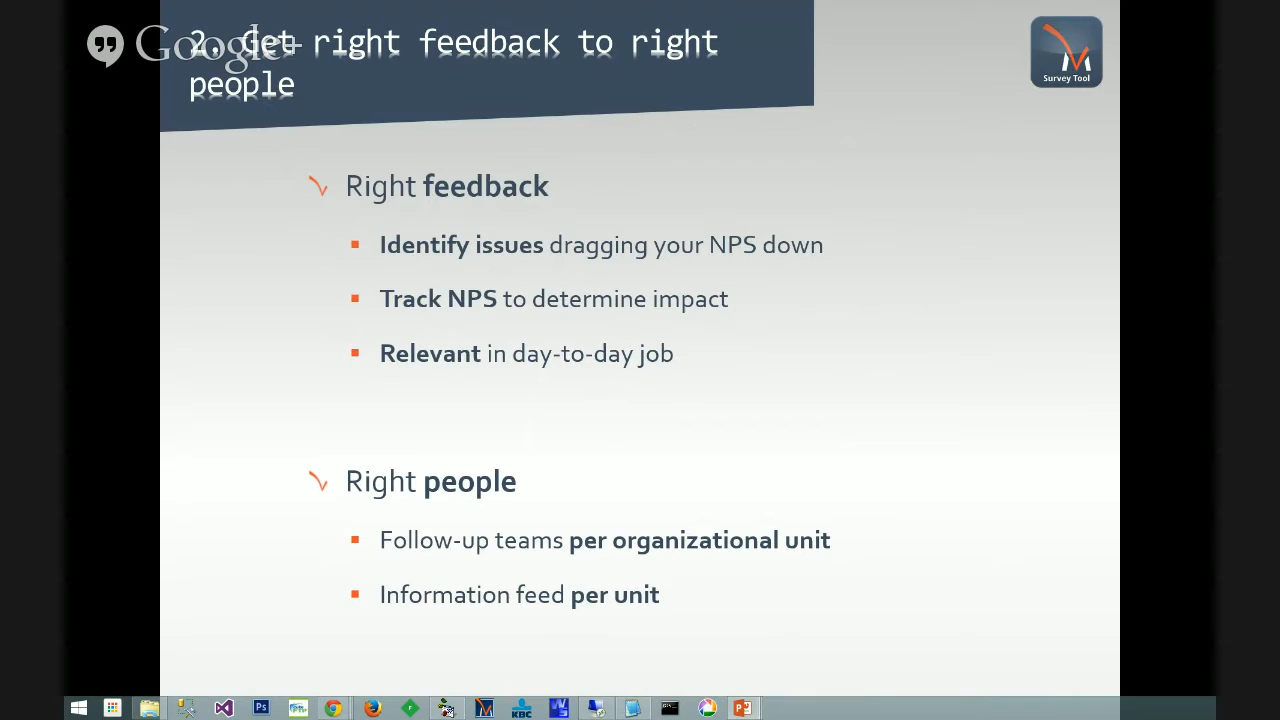 Google+
2. Get right feedback to right
people
Survey Tool
Right feedback
Identify issues dragging your NPS down
Track NPS to determine impact
Relevant in day-to-day job
Right people
Follow-up teams per organizational unit
Information feed per unit
KBC